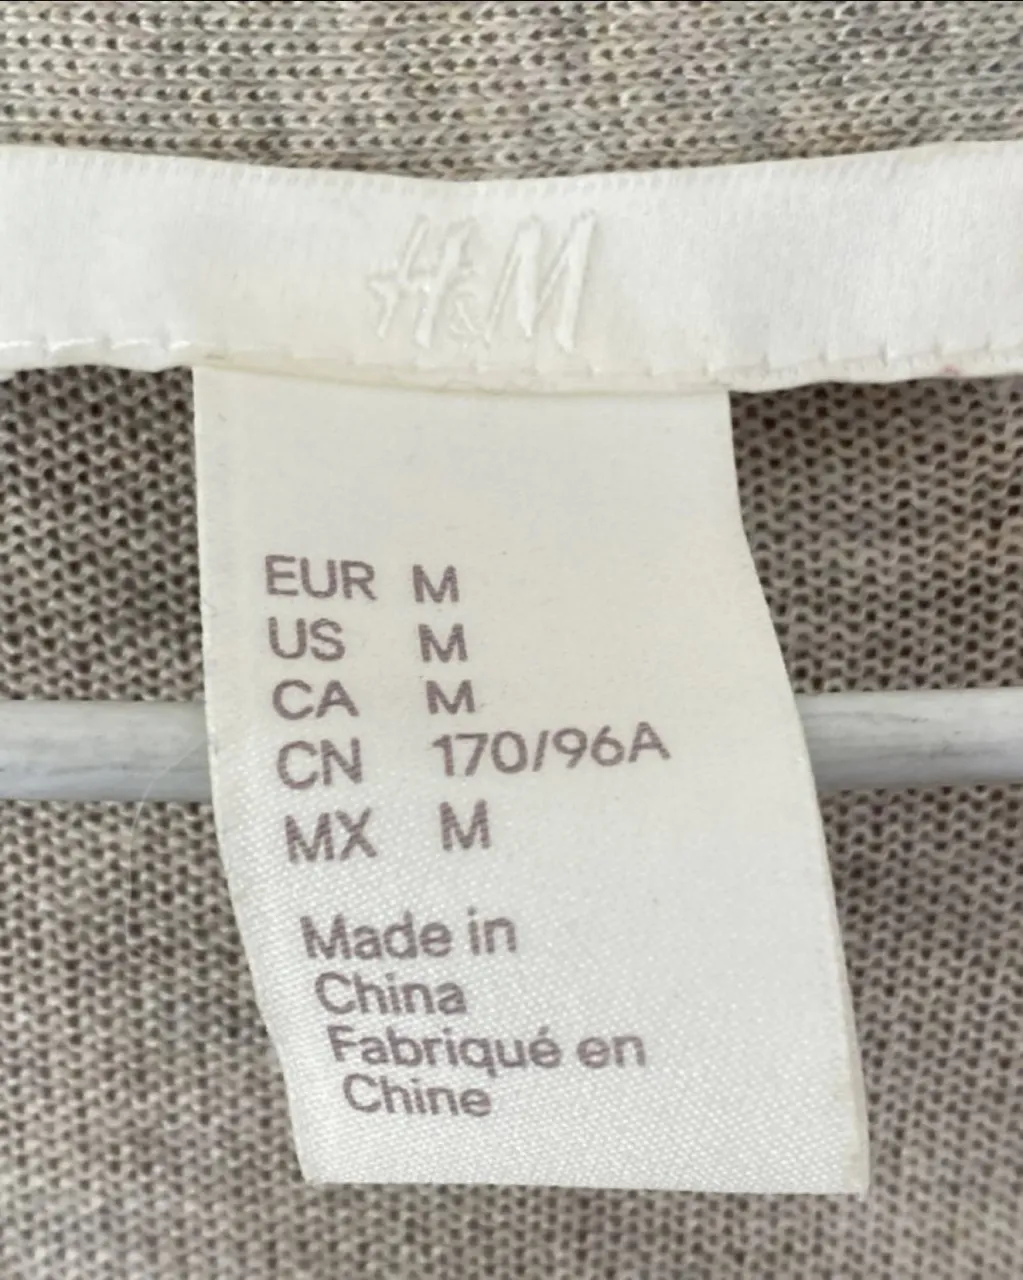 H&M
EUR M
US M
CA M
CN 170/96A
MX M
Made in
China
Fabriqué en
Chine